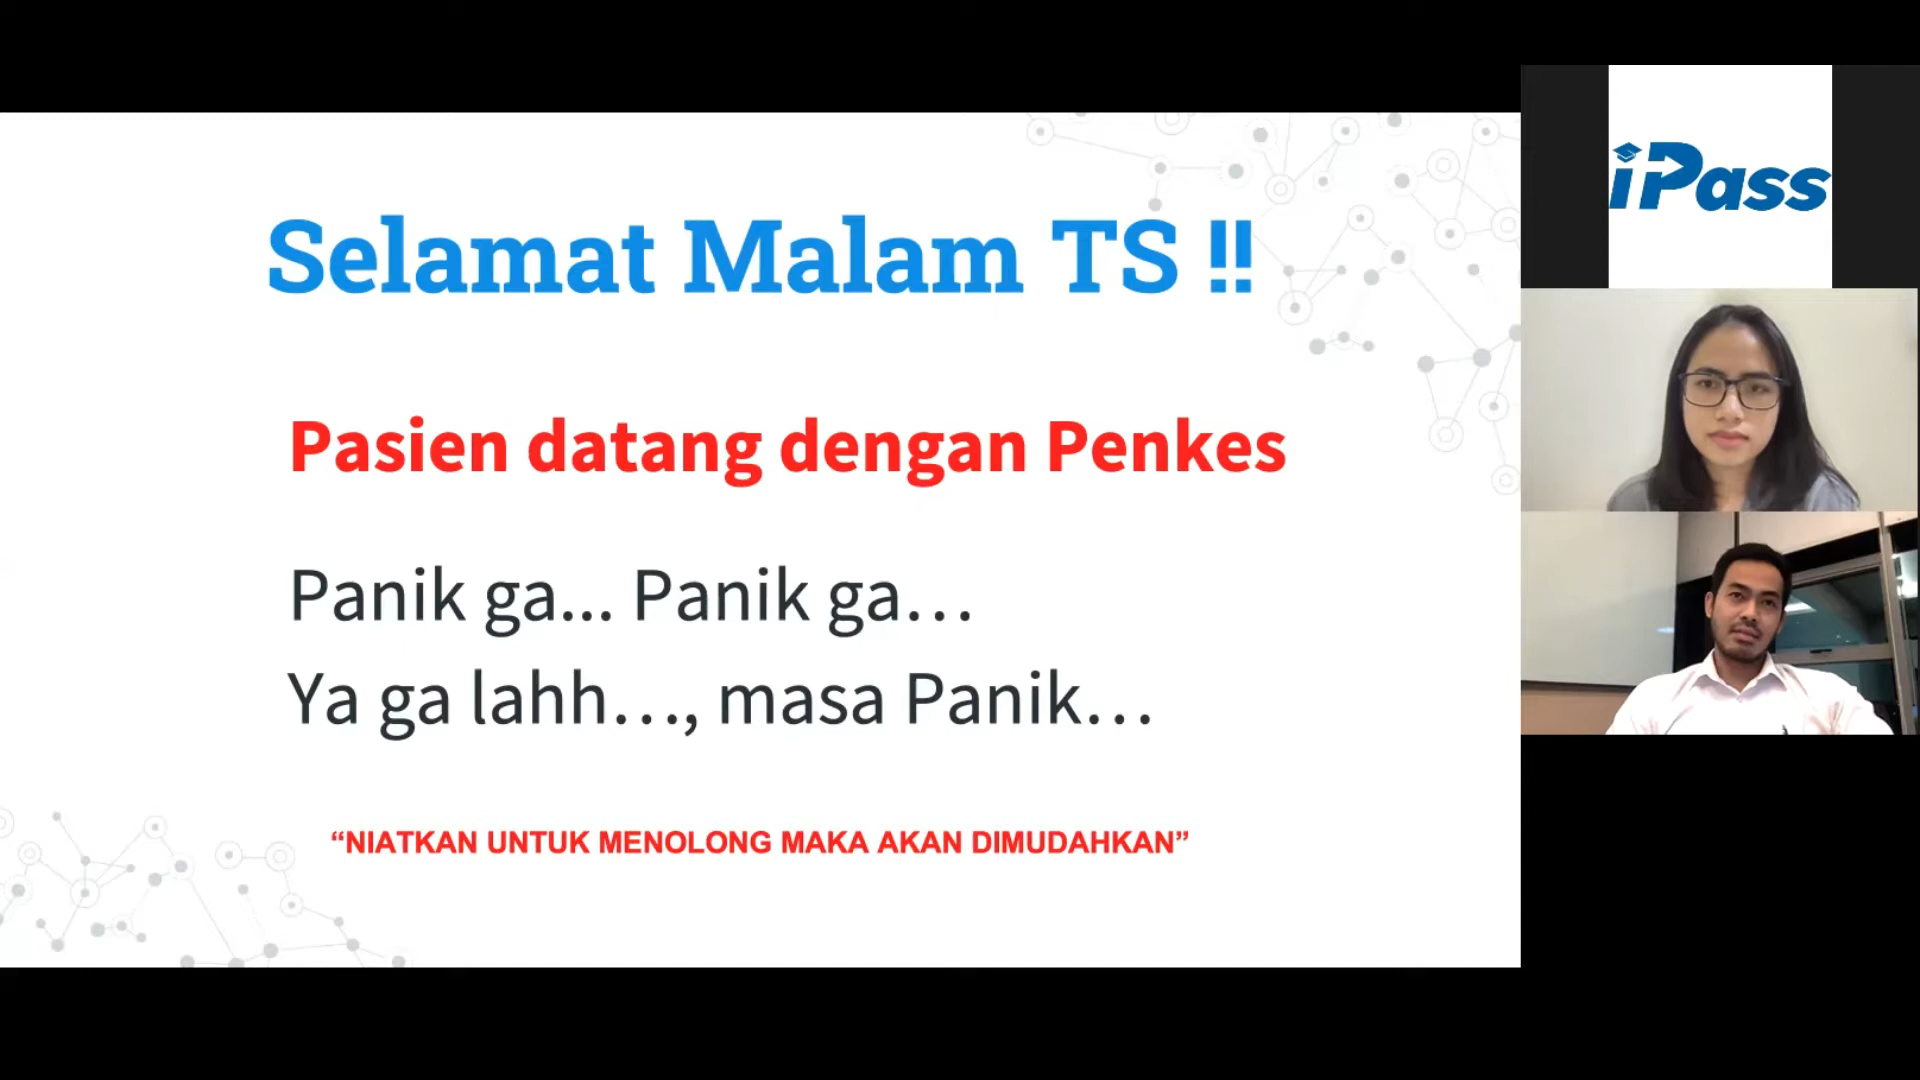 Selamat Malam TS !!
Pasien datang dengan Penkes
Panik ga... Panik ga...
Ya ga lahh..., masa Panik...
“NIATKAN UNTUK MENOLONG MAKA AKAN DIMUDAHKAN”
iPass